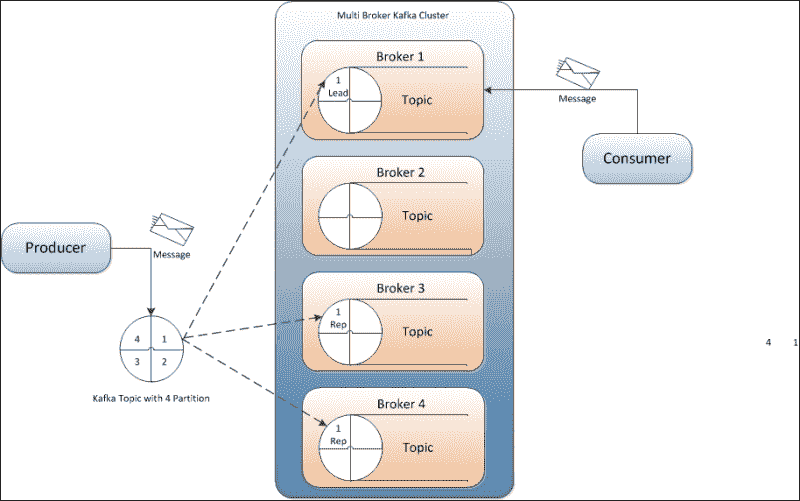 Multi Broker Kafka Cluster
Broker 1
1
Lead
Topic
Message
Consumer
Broker 2
Topic
Producer
Message
Broker 3
1
Rep
Topic
4 1
3 2
Kafka Topic with 4 Partition
4 1
Broker 4
1
Rep
Topic